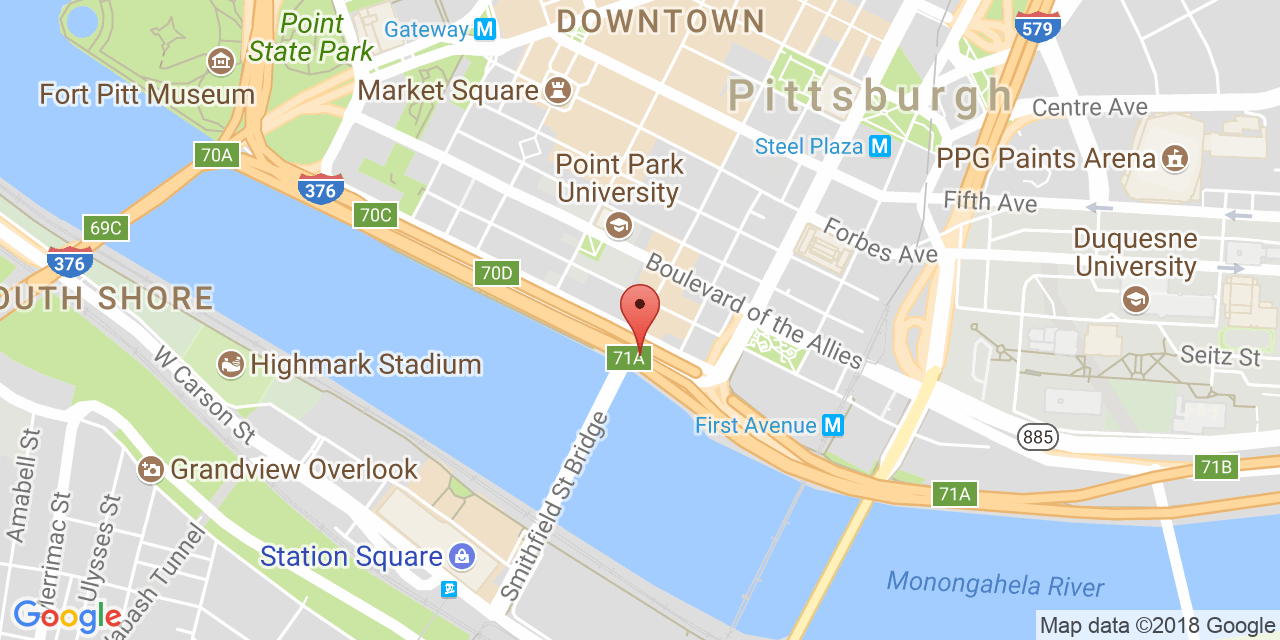 Point
State Park
Gateway M
DOWNTOWN
579
Fort Pitt Museum
Market Square
Pittsburgh
Centre Ave
70A
Steel Plaza M
PPG Paints Arena
Point Park
University
376
70C
Fifth Ave
69C
Forbes Ave
Duquesne
University
376
70D
Boulevard of the Allies
OUTH SHORE
71A
Seitz St
Highmark Stadium
W Carson St
First Avenue M
885
Smithfield St Bridge
Grandview Overlook
71B
71A
Amabell St
Merrimac St
Ulysses St
Wabash Tunnel
Station Square
Monongahela River
Google
Map data ©2018 Google